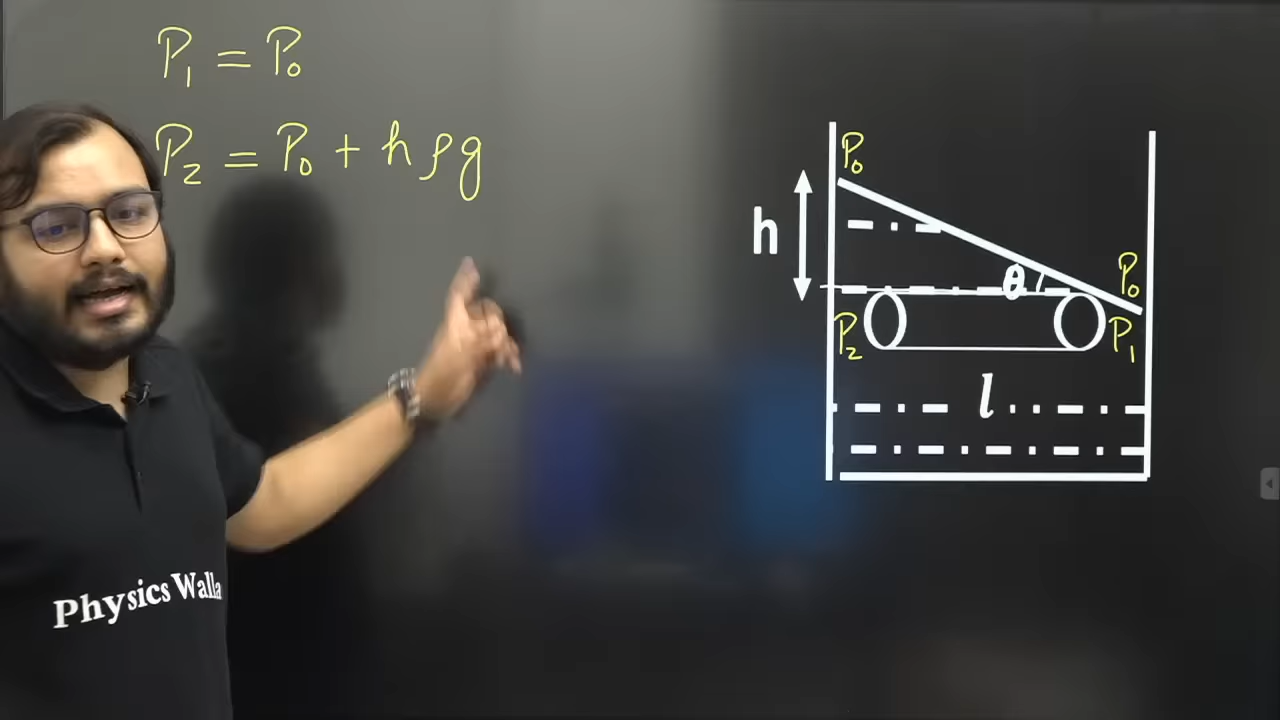 P₁ = P₀
P₂ = P₀ + hρg
P₀
h
θ
P₀
P₂
P₁
l
Physics Walla